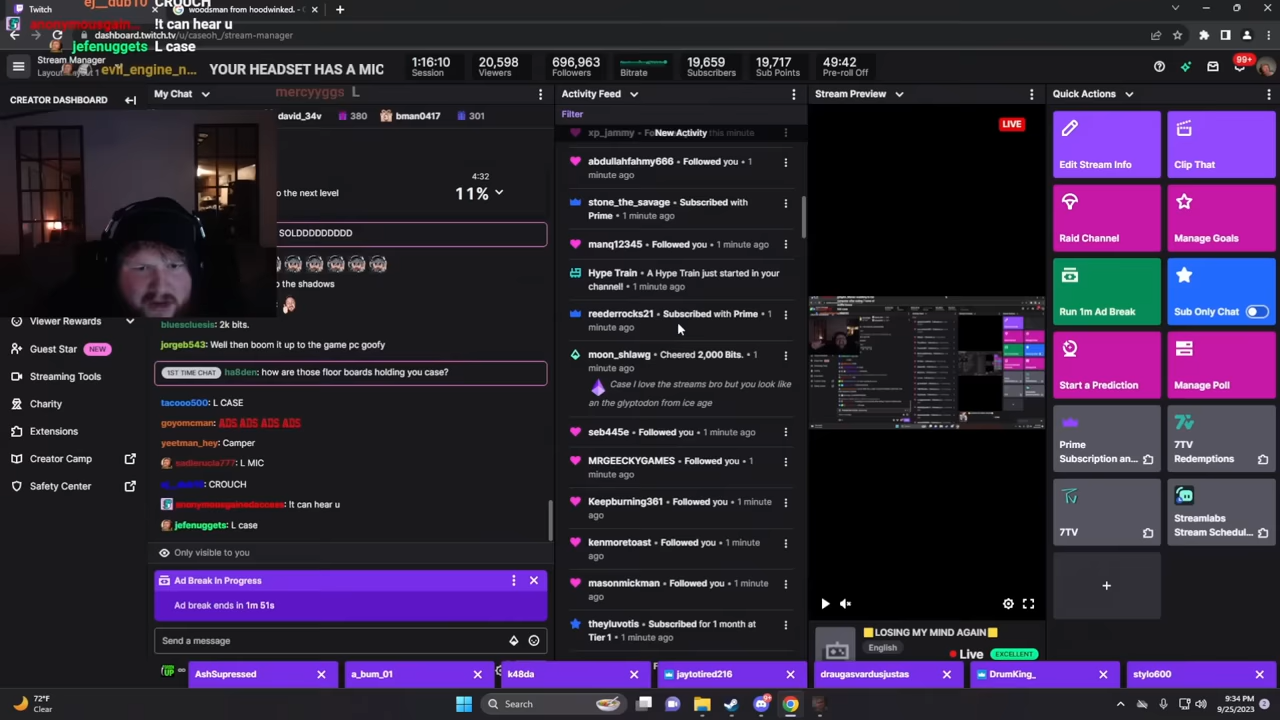 ej__dub10 CROUCH
Twitch
woodsman from hoodwinked. -
!t can hear u
jefenuggets L case
dashboard.twitch.tv/u/caseoh_/stream-manager
Stream Manager
evil_engine_n... YOUR HEADSET HAS A MIC
1:16:10
Session
20,598
Viewers
696,963
Followers
Bitrate
19,659
Subscribers
19,717
Sub Points
49:42
Pre-roll Off
99+
mercyyggs L
CREATOR DASHBOARD
Viewer Rewards
Guest Star NEW
Streaming Tools
Charity
Extensions
Creator Camp
Safety Center
My Chat
david_34v 380 bman0417 301
4:32
o the next level
11%
SOLDDDDDDDDD
o the shadows
bluescluesis: 2k bbs
jorgeb543: Well then boom it up to the game pc goofy
1ST TIME CHAT ha8den: how are those floor boards holding you case?
tacooo500: L CASE
goyomcman: ADS ADS ADS ADS
yeetman_hey: Camper
sadierucla777: L MIC
ej__dub10: CROUCH
!t can hear u
jefenuggets: L case
Only visible to you
Ad Break In Progress
Ad break ends in 1m 51s
Send a message
Activity Feed
Filter
New Activity
xp_jammy this minute
abdullahfahmy666 • Followed you • 1
minute ago
stone_the_savage • Subscribed with
Prime • 1 minute ago
manq12345 • Followed you • 1 minute ago
Hype Train • A Hype Train just started in your
channel! • 1 minute ago
Subscribed with Prime • 1
minute ago
2,000 Bits. • 1
minute ago
Case I love streams bro but you look like
an the glyptodon from ice age
seb445e • Followed you • 1 minute ago
MRGEECKYGAMES • Followed you • 1
minute ago
Keepburning361 • Followed you • 1 minute
ago
kenmoretoast • Followed you • 1 minute
ago
masonmickman • Followed you • 1 minute
ago
theyluvotis • Subscribed for 1 month at
Tier 1 • 1 minute ago
Stream Preview
LIVE
LOSING MY MIND AGAIN
English
Live EXCELLENT
Quick Actions
Edit Stream Info
Clip That
Raid Channel
Manage Goals
Run 1m Ad Break
Sub Only Chat
Start a Prediction
Manage Poll
Prime
Subscription an...
7TV
Redemptions
7TV
Streamlabs
Stream Schedul...
+
AshSupressed
a_bum_01
k48da
jaytotired216
draugasvardusjustas
DrumKing_
stylo600
72°F
Clear
Search
9:34 PM
9/25/2023